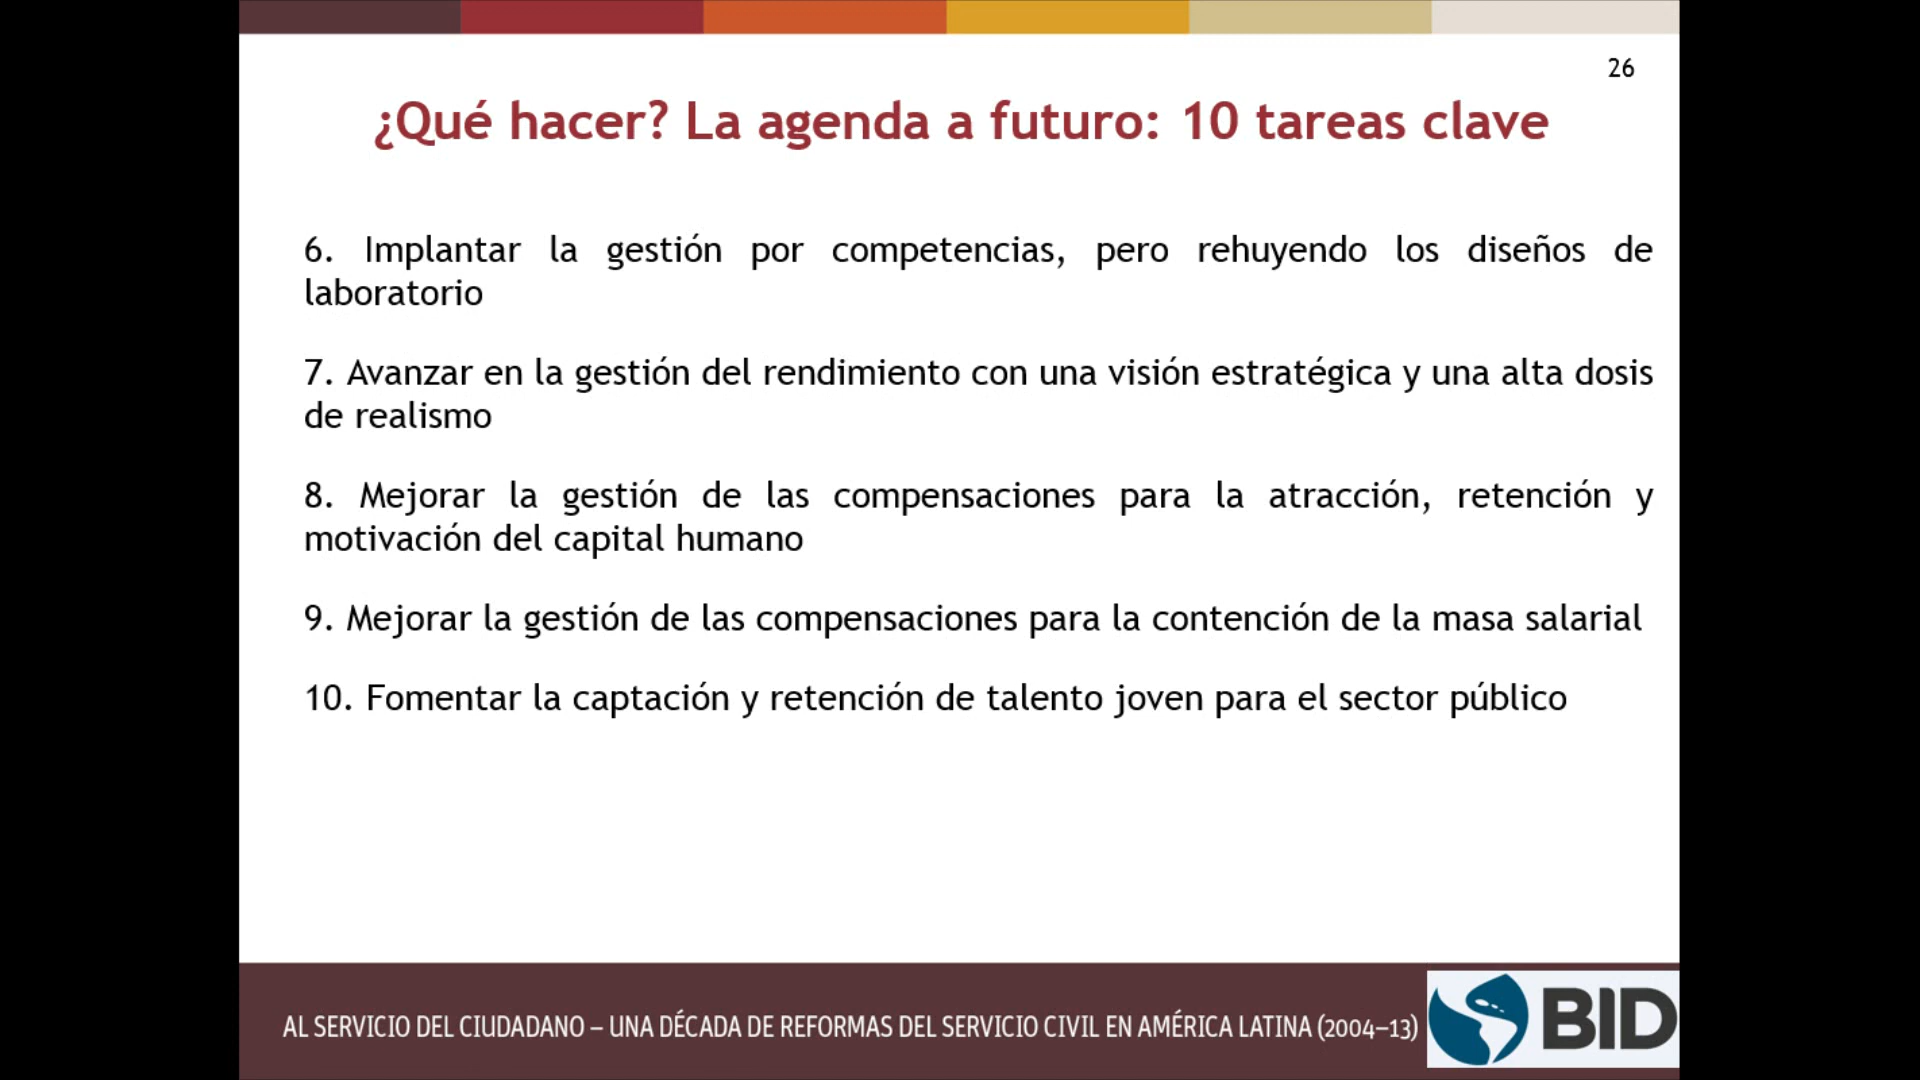 26
¿Qué hacer? La agenda a futuro: 10 tareas clave
6. Implantar la gestión por competencias, pero rehuyendo los diseños de
laboratorio
7. Avanzar en la gestión del rendimiento con una visión estratégica y una alta dosis
de realismo
8. Mejorar la gestión de las compensaciones para la atracción, retención y
motivación del capital humano
9. Mejorar la gestión de las compensaciones para la contención de la masa salarial
10. Fomentar la captación y retención de talento joven para el sector público
AL SERVICIO DEL CIUDADANO – UNA DÉCADA DE REFORMAS DEL SERVICIO CIVIL EN AMÉRICA LATINA (2004–13)
BID